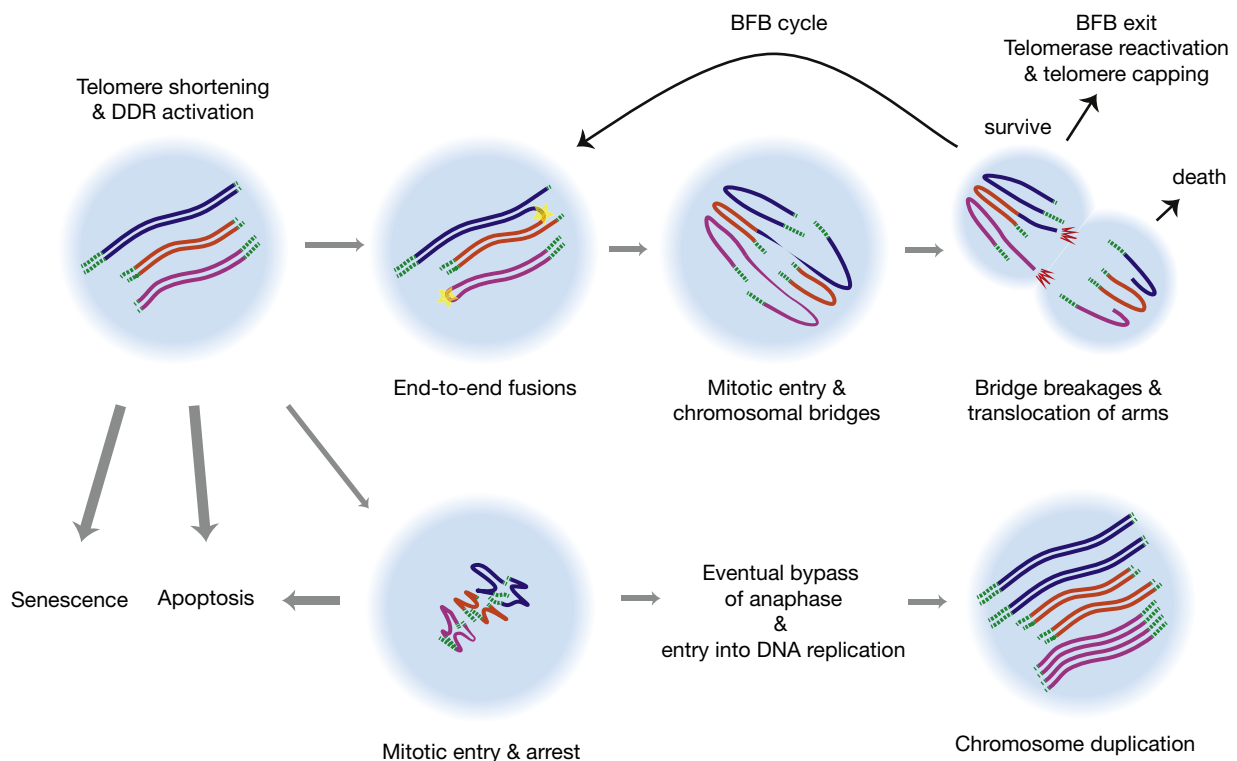 BFB cycle
BFB exit
Telomerase reactivation
& telomere capping
Telomere shortening
& DDR activation
survive
death
End-to-end fusions
Mitotic entry &
chromosomal bridges
Bridge breakages &
translocation of arms
Senescence
Apoptosis
Eventual bypass
of anaphase
&
entry into DNA replication
Mitotic entry & arrest
Chromosome duplication